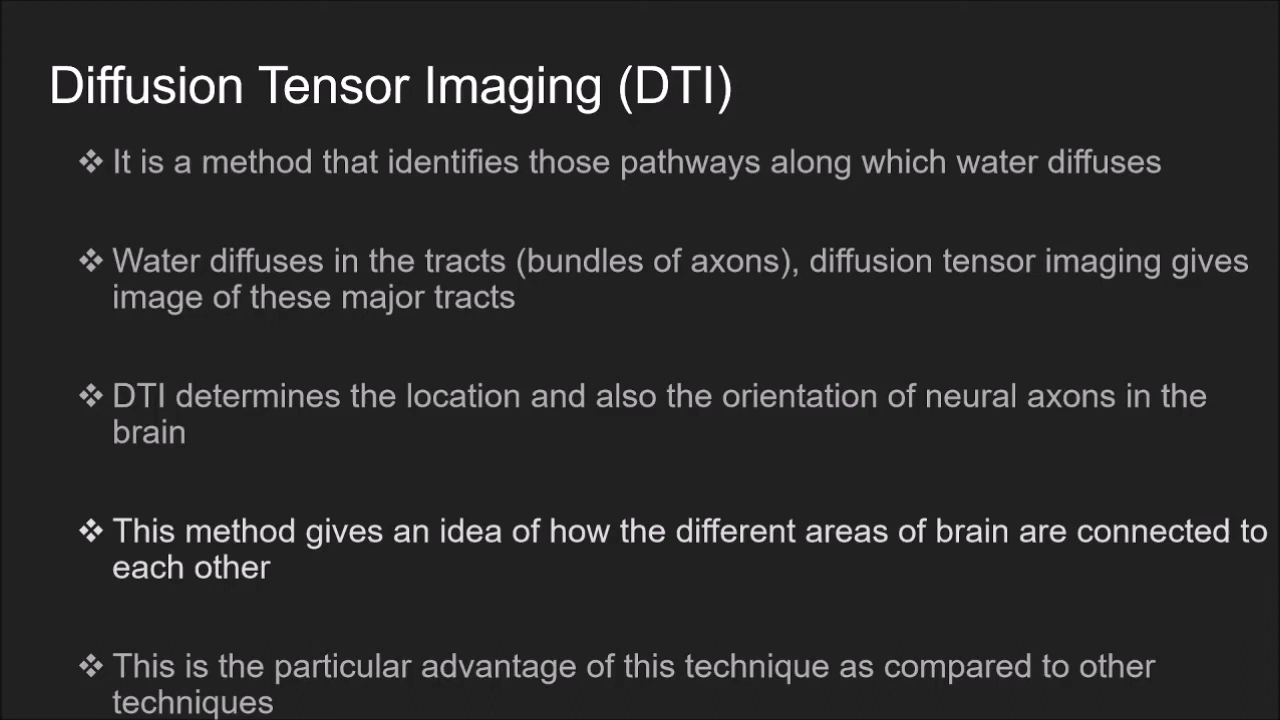 Diffusion Tensor Imaging (DTI)
❖ It is a method that identifies those pathways along which water diffuses
❖ Water diffuses in the tracts (bundles of axons), diffusion tensor imaging gives
image of these major tracts
❖ DTI determines the location and also the orientation of neural axons in the
brain
❖ This method gives an idea of how the different areas of brain are connected to
each other
❖ This is the particular advantage of this technique as compared to other
techniques